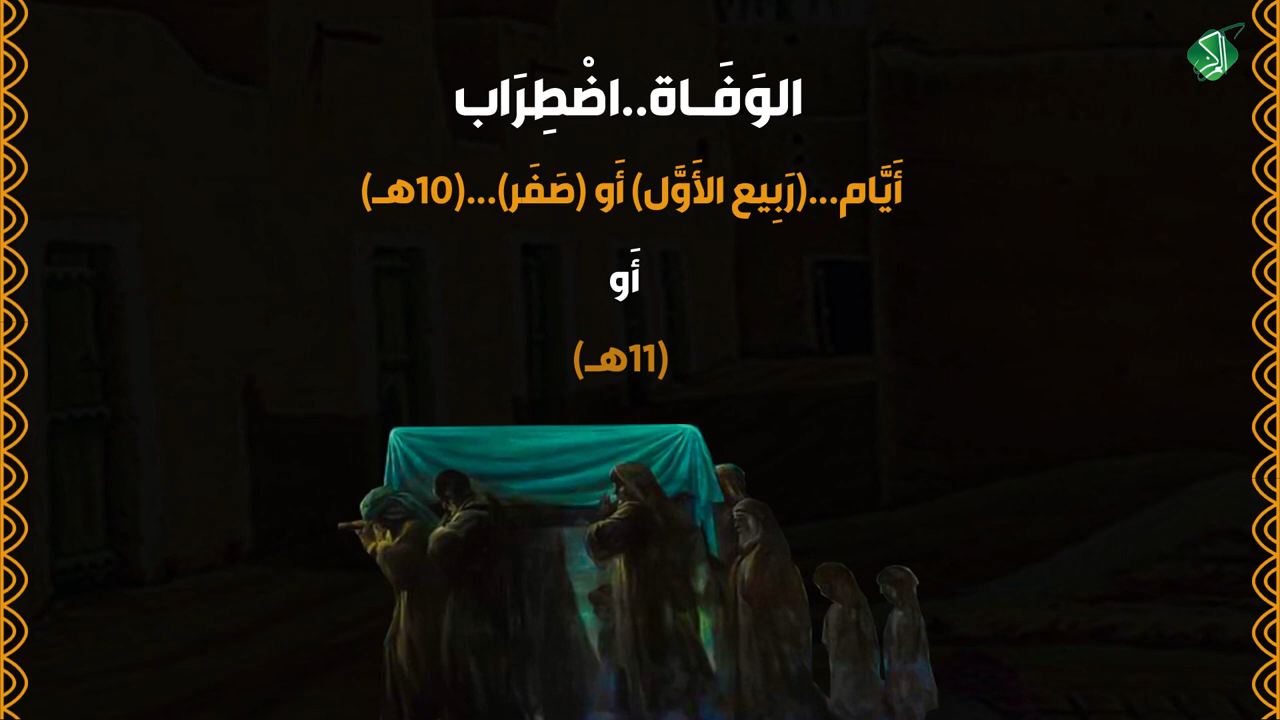 الوَفَـاة..اضْطِرَاب
أَيَّام...(رَبِيع الأَوَّل) أَو (صَفَر)...(10هـ)
أَو
(11هـ)